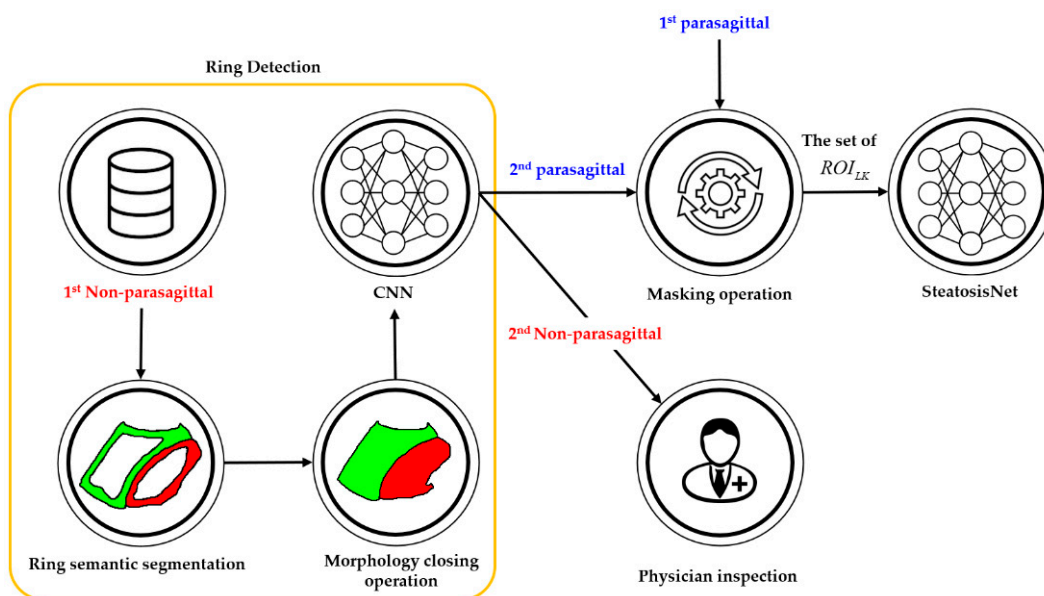 1st parasagittal
Ring Detection
2nd parasagittal
The set of
ROI_LK
1st Non-parasagittal
CNN
Masking operation
SteatosisNet
2nd Non-parasagittal
Ring semantic segmentation
Morphology closing
operation
Physician inspection